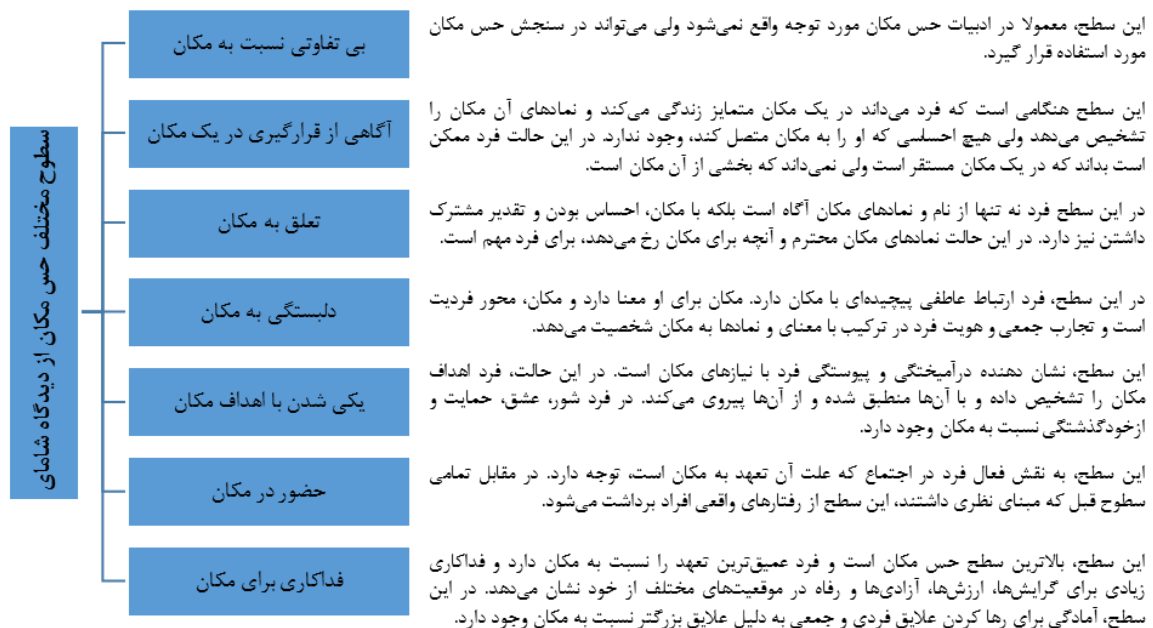 سطوح مختلف حس مکان از دیدگاه شامای
بی تفاوتی نسبت به مکان
این سطح، معمولا در ادبیات حس مکان مورد توجه واقع نمی‌شود ولی می‌تواند در سنجش حس مکان
مورد استفاده قرار گیرد.
آگاهی از قرارگیری در یک مکان
این سطح هنگامی است که فرد می‌داند در یک مکان متمایز زندگی می‌کند و نمادهای آن مکان را
تشخیص می‌دهد ولی هیچ احساسی که او را به مکان متصل کند، وجود ندارد. در این حالت فرد ممکن
است بداند که در یک مکان مستقر است ولی نمی‌داند که بخشی از آن مکان است.
تعلق به مکان
در این سطح فرد نه تنها از نام و نمادهای مکان آگاه است بلکه با مکان، احساس بودن و تقدیر مشترک
داشتن نیز دارد. در این حالت نمادهای مکان محترم و آنچه برای مکان رخ می‌دهد، برای فرد مهم است.
دلبستگی به مکان
در این سطح، فرد ارتباط عاطفی پیچیده‌ای با مکان دارد. مکان برای او معنا دارد و مکان، محور فردیت
است و تجارب جمعی و هویت فرد در ترکیب با معنای و نمادها به مکان شخصیت می‌دهد.
یکی شدن با اهداف مکان
این سطح، نشان دهنده درآمیختگی و پیوستگی فرد با نیازهای مکان است. در این حالت، فرد اهداف
مکان را تشخیص داده و با آن‌ها منطبق شده و از آن‌ها پیروی می‌کند. در فرد شور، عشق، حمایت و
ازخودگذشتگی نسبت به مکان وجود دارد.
حضور در مکان
این سطح، به نقش فعال فرد در اجتماع که علت آن تعهد به مکان است، توجه دارد. در مقابل تمامی
سطوح قبل که مبنای نظری داشتند، این سطح از رفتارهای واقعی افراد برداشت می‌شود.
فداکاری برای مکان
این سطح، بالاترین سطح حس مکان است و فرد عمیق‌ترین تعهد را نسبت به مکان دارد و فداکاری
زیادی برای گرایش‌ها، ارزش‌ها، آزادی‌ها و رفاه در موقعیت‌های مختلف از خود نشان می‌دهد. در این
سطح، آمادگی برای رها کردن علایق فردی و جمعی به دلیل علایق بزرگتر نسبت به مکان وجود دارد.